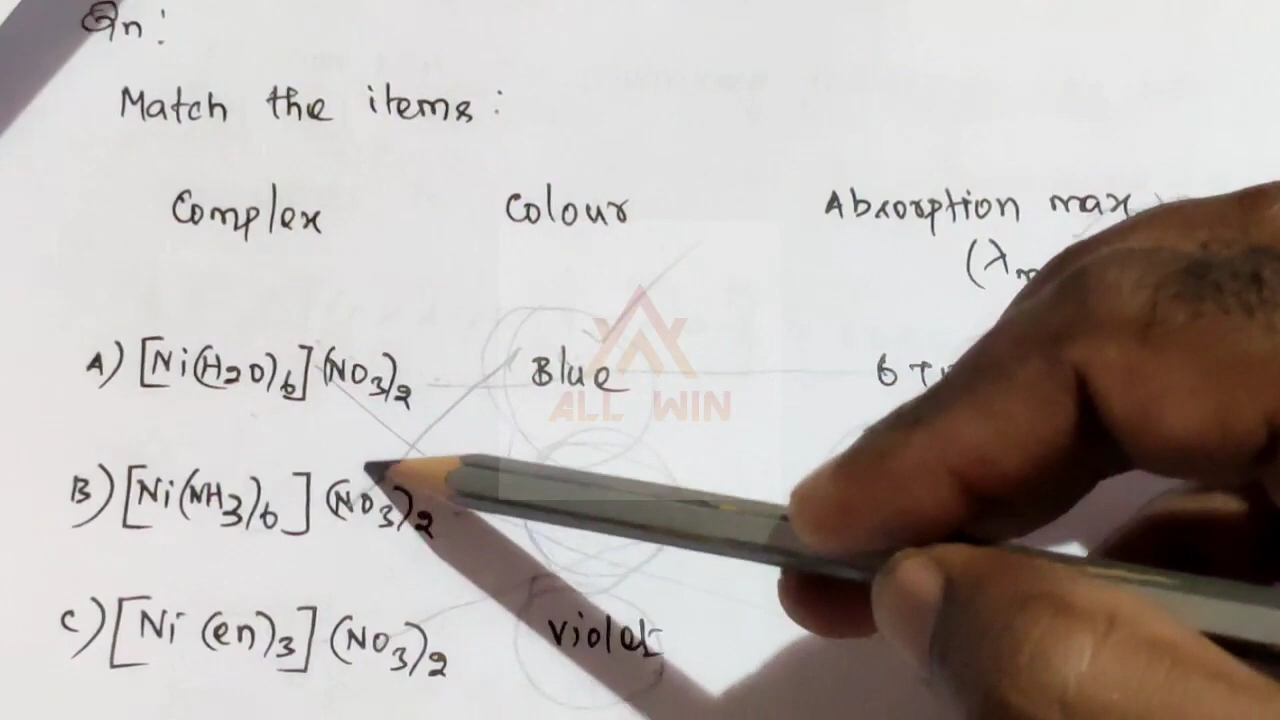 Qn:
Match the items:
Complex Colour Absorption max
(λm
A) [Ni(H2O)6](NO3)2 Blue
ALL WIN
B) [Ni(NH3)6](NO3)2
C) [Ni(en)3](NO3)2 violet